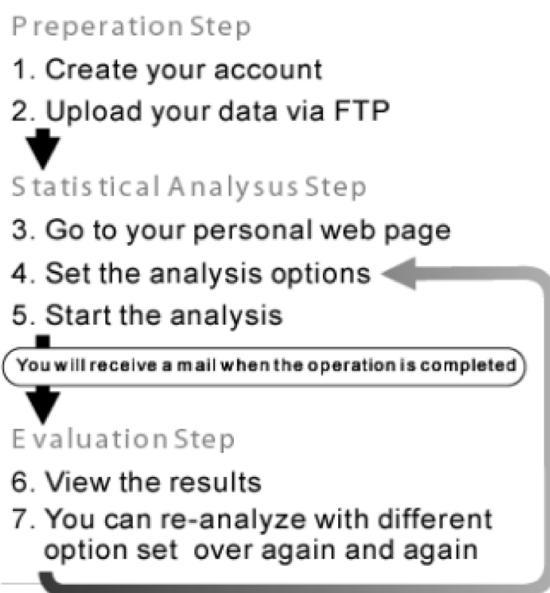 Preperation Step
1. Create your account
2. Upload your data via FTP
Statistical Analysus Step
3. Go to your personal web page
4. Set the analysis options
5. Start the analysis
You will receive a mail when the operation is completed
Evaluation Step
6. View the results
7. You can re-analyze with different
option set over again and again